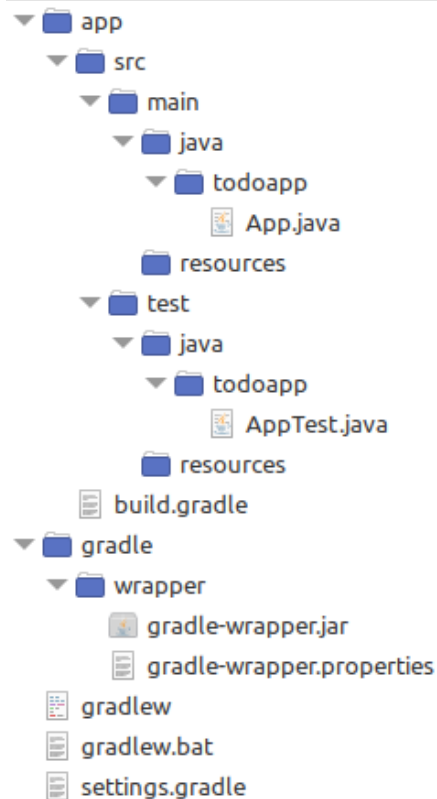 app
src
main
java
todoapp
App.java
resources
test
java
todoapp
AppTest.java
resources
build.gradle
gradle
wrapper
gradle-wrapper.jar
gradle-wrapper.properties
gradlew
gradlew.bat
settings.gradle